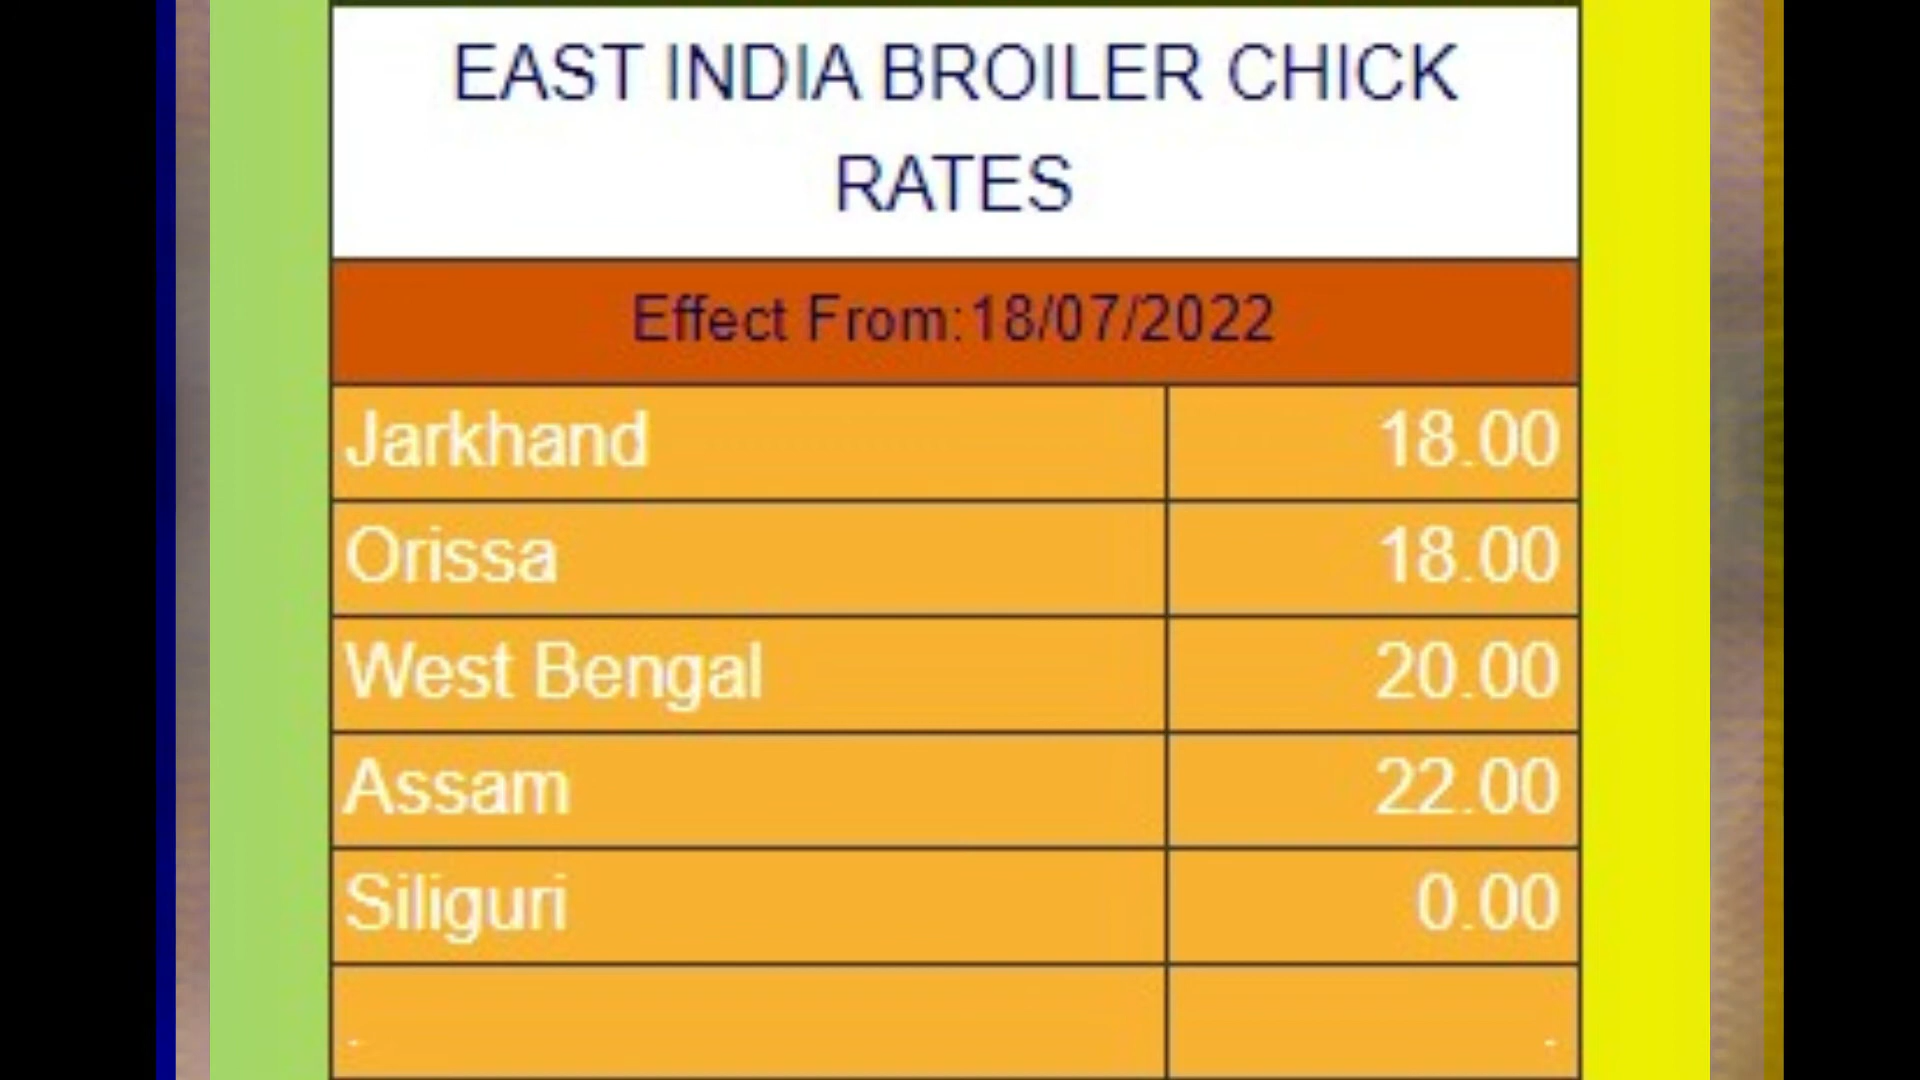 EAST INDIA BROILER CHICK
RATES
Effect From:18/07/2022
Jarkhand 18.00
Orissa 18.00
West Bengal 20.00
Assam 22.00
Siliguri 0.00
- -